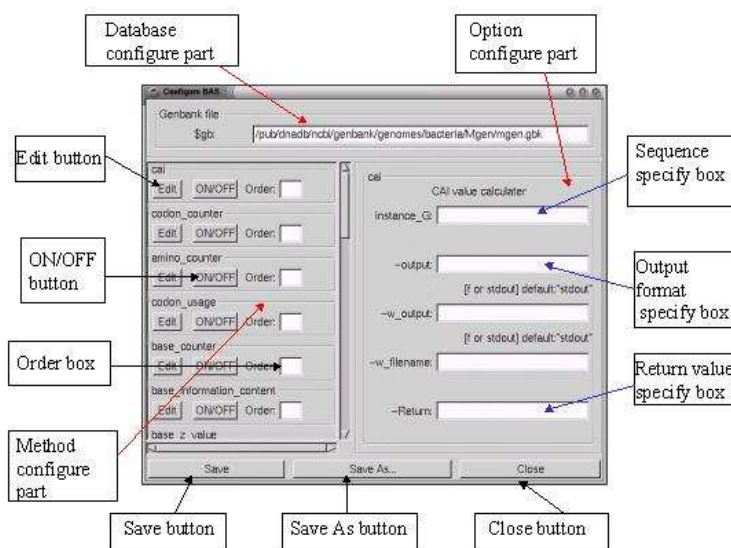 Database
configure part
Option
configure part
Configure BAS
Genbank file
$gb:
/pub/dnadb/ncbi/genbank/genomes/bacteria/Mgen/mgen.gbk
Edit button
ON/OFF
button
Order box
Method
configure
part
cai
Edit ON/OFF Order:
codon_counter
Edit ON/OFF Order:
amino_counter
Edit ON/OFF Order:
codon_usage
Edit ON/OFF Order:
base_counter
Edit ON/OFF Order:
base_information_content
Edit ON/OFF Order:
base_z_value
cai
CAI value calculater
instance_G:
-output:
[f or stdout] default:"stdout"
-w_output:
[f or stdout] default:"stdout"
-w_filename:
-Return:
Sequence
specify box
Output
format
specify box
Return value
specify box
Save
Save As...
Close
Save button
Save As button
Close button